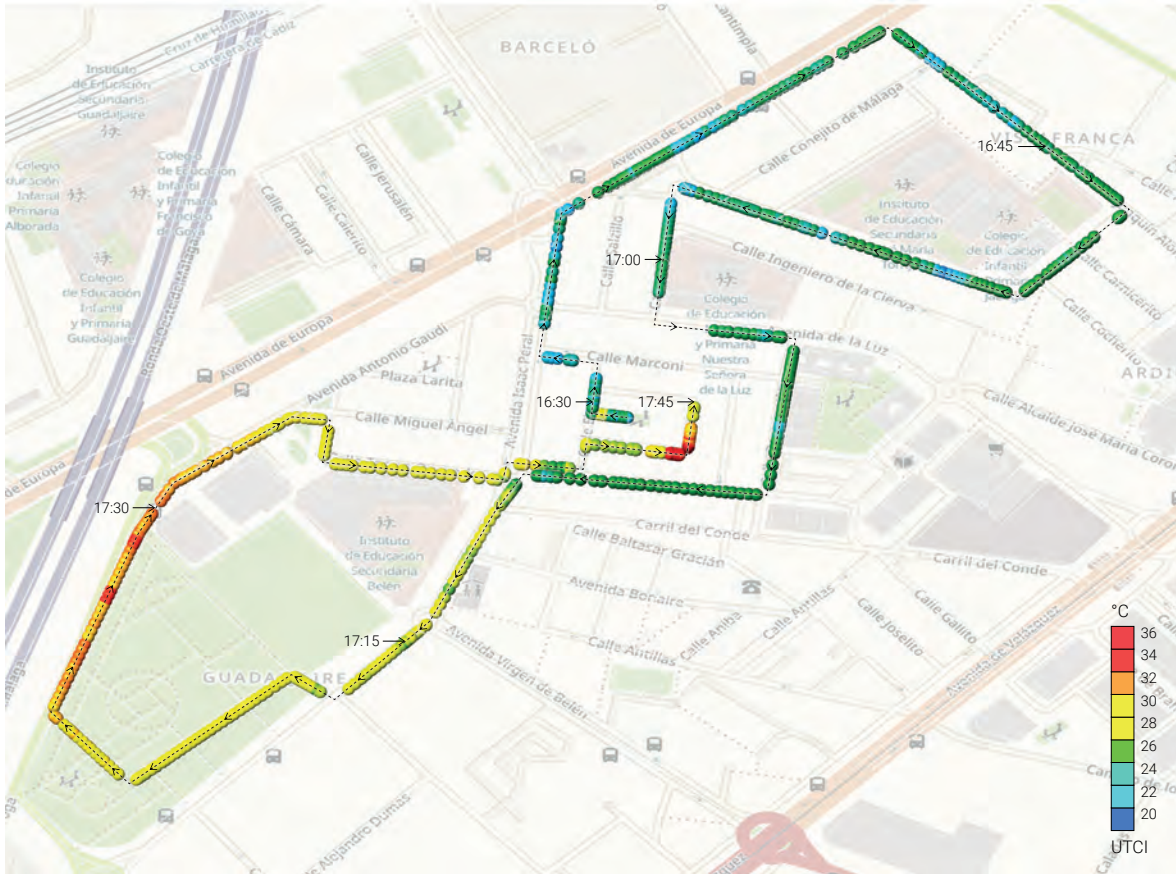 Cruz de Humilladero
Carretera de Cádiz
BARCELÓ
Instituto
de Educación
Secundaria
Guadaljaire
Avenida de Europa
Calle Conejito de Málaga
16:45
Colegio
Infantil
Primaria
Alborada
Colegio
de Educación
Infantil
y Primaria
Francisco
de Goya
Calle Jerusalén
Calle Cámara
Colegio
de Educación
Infantil
y Primaria
Guadaljaire
Instituto
de Educación
Secundaria
Colegio
de Educación
Infantil
17:00
Calle Ingeniero de la Cierva
Calle Carnicerito
Calle Cocherito
Colegio
de Educación
Infantil
y Primaria
Nuestra
Señora
de la Luz
Avenida de la Luz
Avenida de Europa
Avenida Antonio Gaudí
Plaza Larita
Calle Miguel Angel
Avenida Isaac Peral
Calle Marconi
16:30
17:45
Calle Alcalde José María
17:30
de Europa
Instituto
de Educación
Secundaria
Belén
Carril del Conde
Calle Baltasar Gracián
Carril del Conde
Avenida Bonaire
Calle Antillas
Calle Aniba
Calle Antillas
Calle Joselito
Calle Gallito
Avenida de Velázquez
17:15
Avenida Virgen de Belén
Calle Alejandro Dumas
°C
36
34
32
30
28
26
24
22
20
UTCI